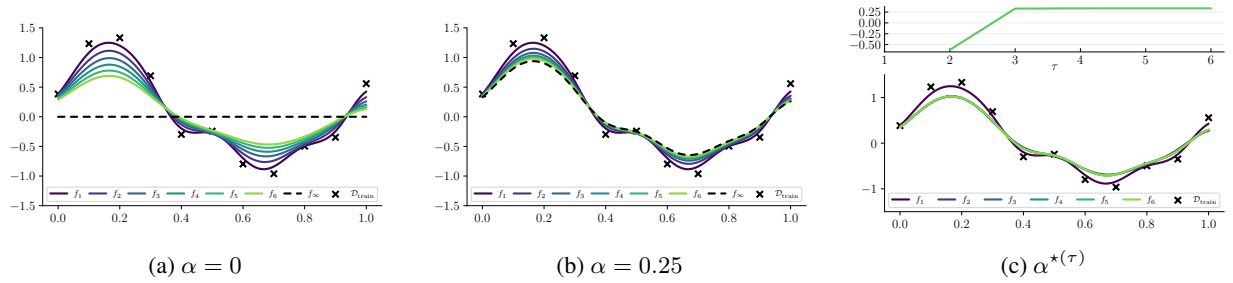 1.5
1.0
0.5
0.0
−0.5
−1.0
−1.5
f₁ f₂ f₃ f₄ f₅ f₆ f∞ 𝒟train
0.0 0.2 0.4 0.6 0.8 1.0
(a) α = 0
1.5
1.0
0.5
0.0
−0.5
−1.0
−1.5
f₁ f₂ f₃ f₄ f₅ f₆ f∞ 𝒟train
0.0 0.2 0.4 0.6 0.8 1.0
(b) α = 0.25
0.25
0.00
−0.25
−0.50
1 2 3 4 5 6
τ
1
0
−1
f₁ f₂ f₃ f₄ f₅ f₆ 𝒟train
0.0 0.2 0.4 0.6 0.8 1.0
(c) α⋆(τ)